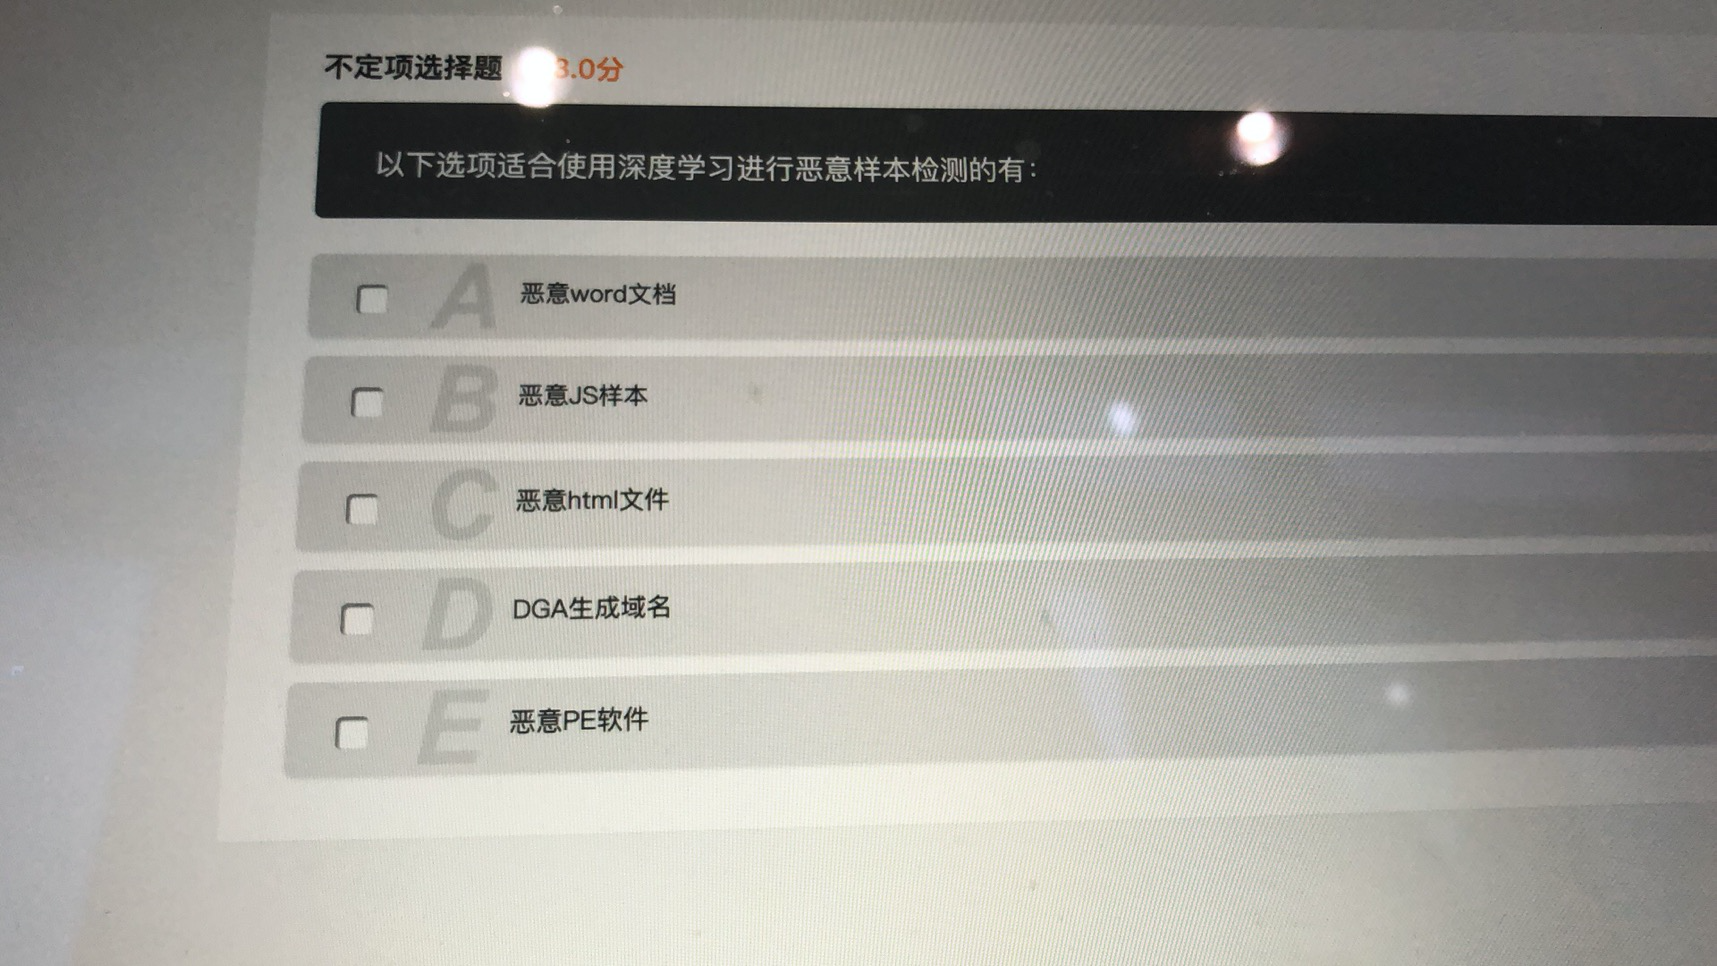 不定项选择题 3.0分
以下选项适合使用深度学习进行恶意样本检测的有：
A 恶意word文档
B 恶意JS样本
C 恶意html文件
D DGA生成域名
E 恶意PE软件